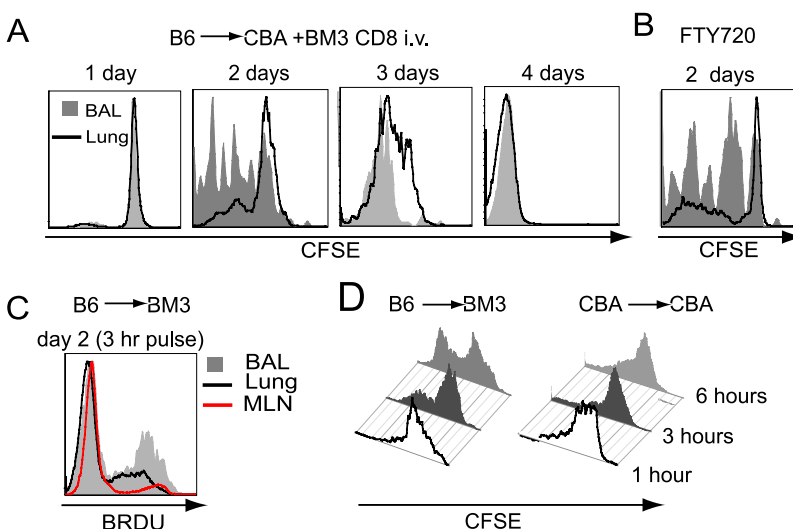 A
B6 → CBA +BM3 CD8 i.v.
1 day
2 days
3 days
4 days
BAL
Lung
CFSE
B
FTY720
2 days
CFSE
C
B6 → BM3
day 2 (3 hr pulse)
BAL
Lung
MLN
BRDU
D
B6 → BM3
CBA → CBA
6 hours
3 hours
1 hour
CFSE